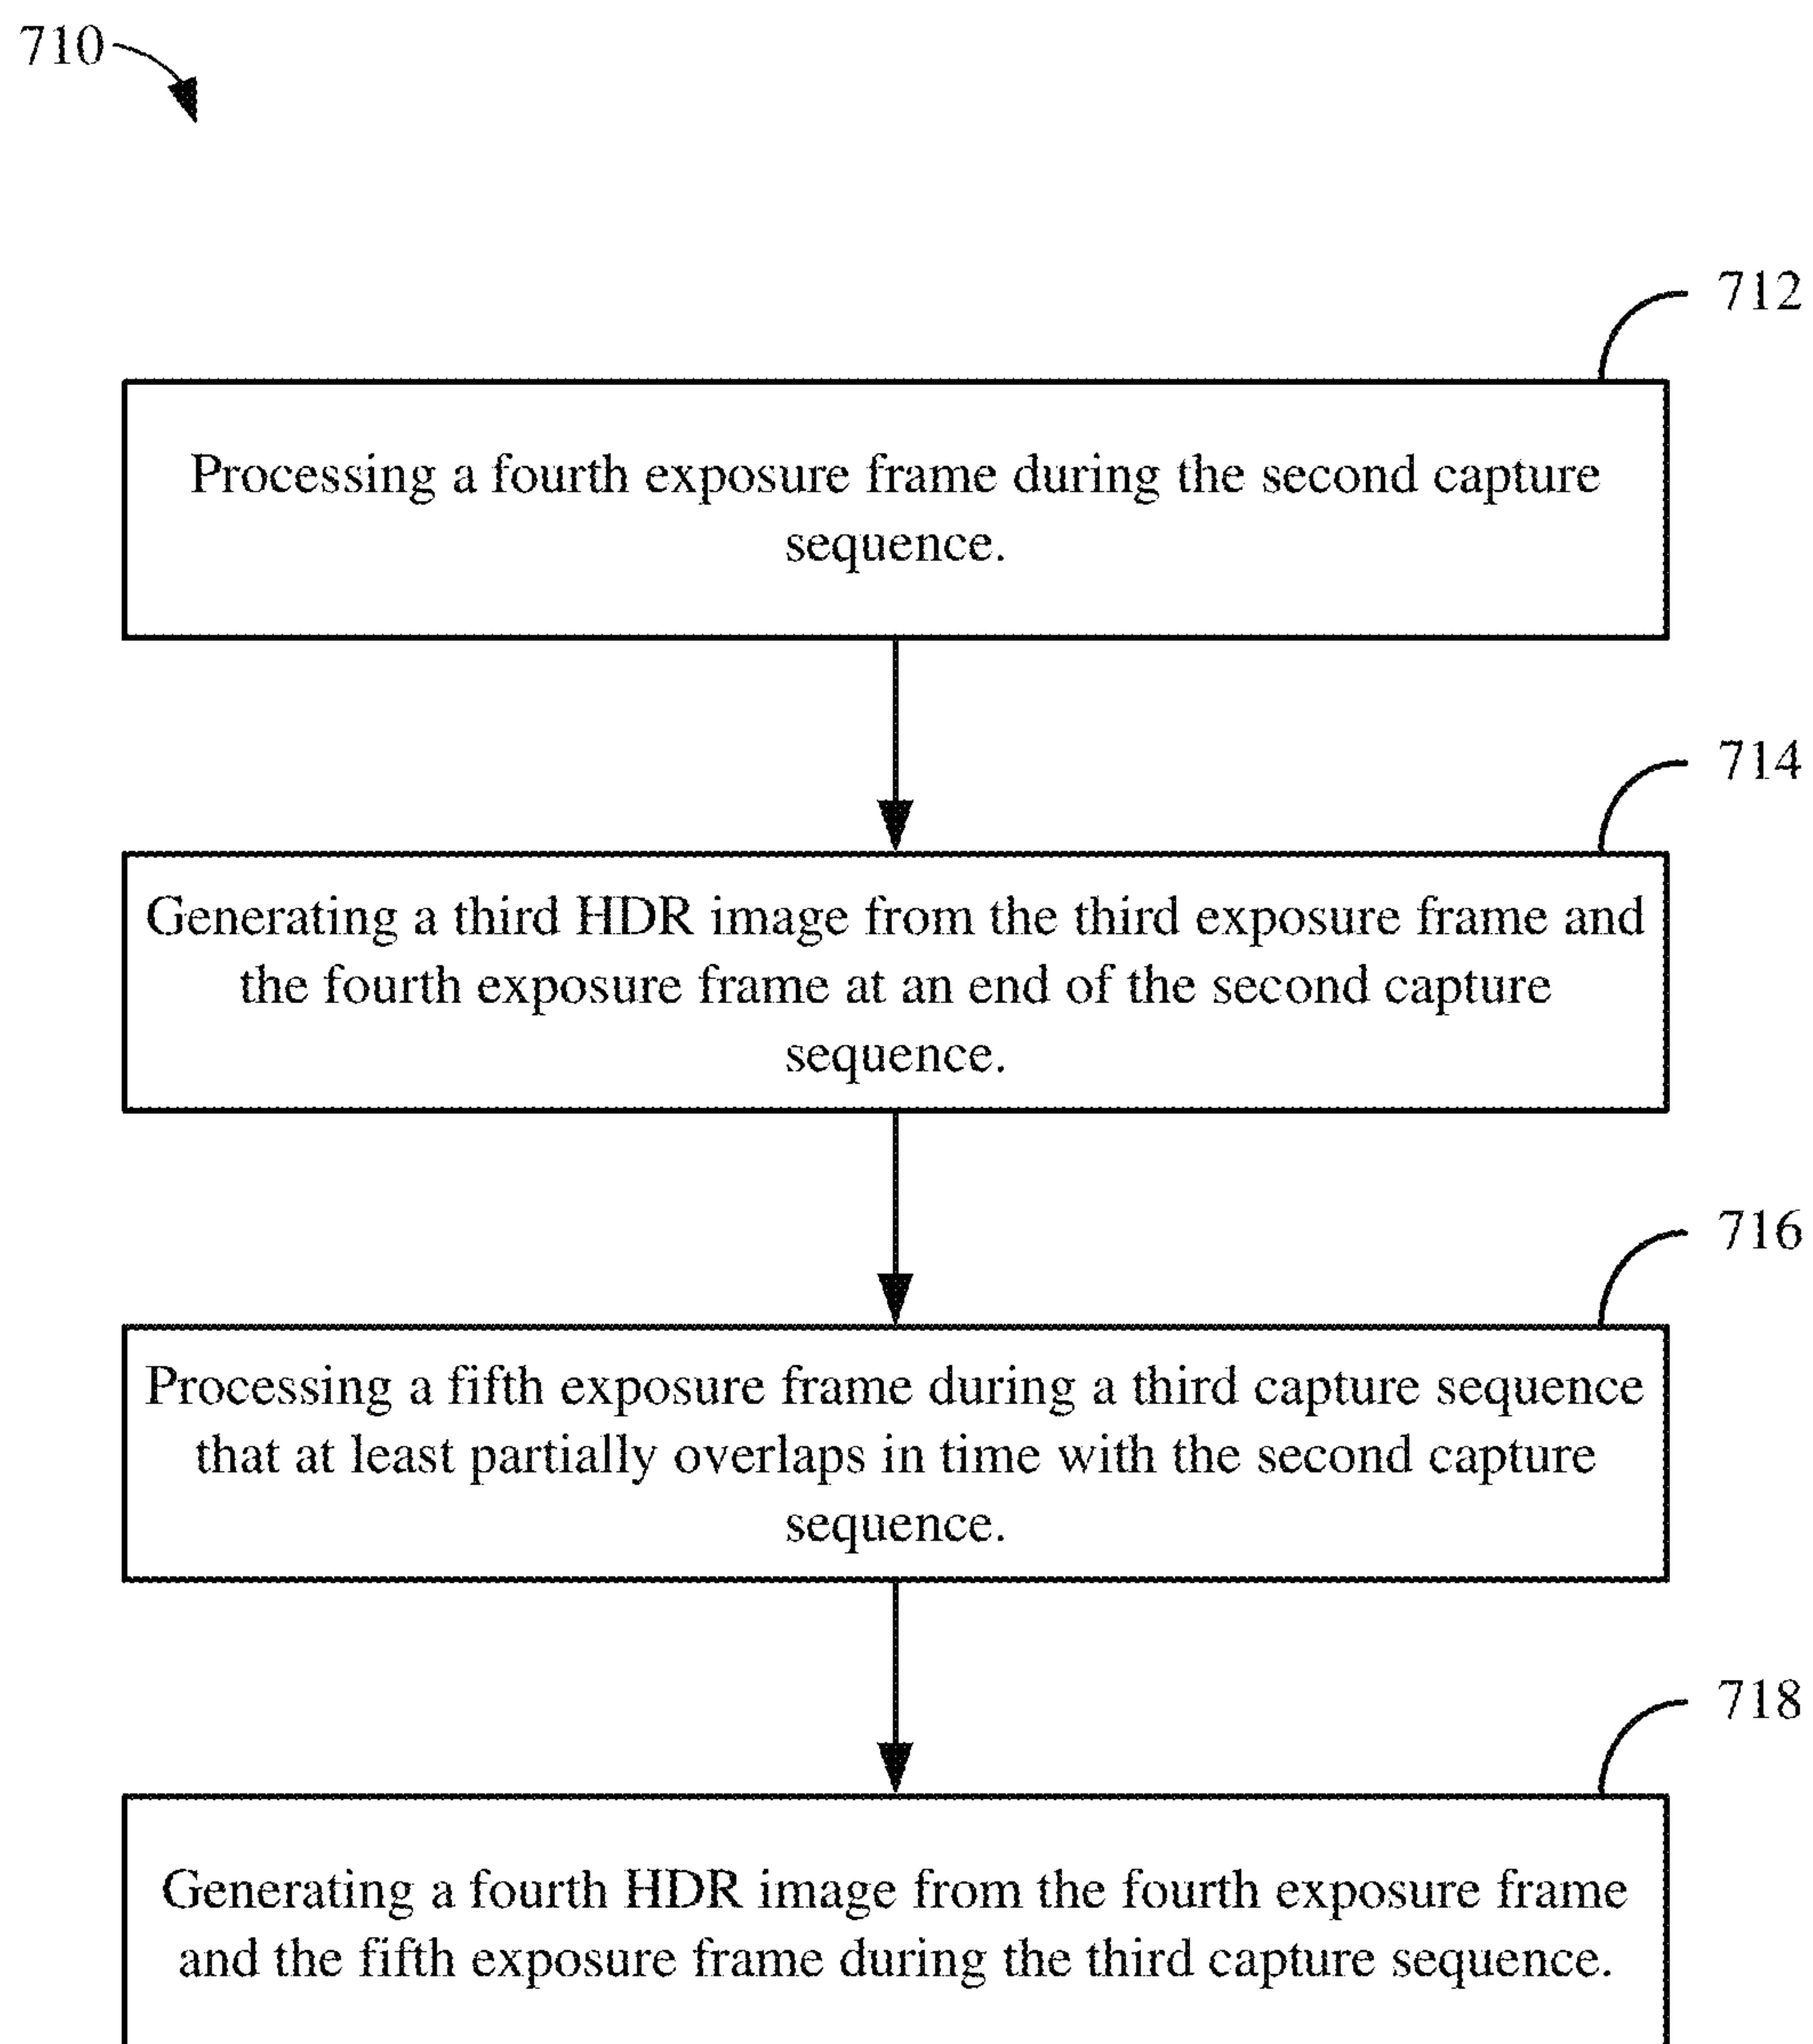 710
712
Processing a fourth exposure frame during the second capture
sequence.
714
Generating a third HDR image from the third exposure frame and
the fourth exposure frame at an end of the second capture
sequence.
716
Processing a fifth exposure frame during a third capture sequence
that at least partially overlaps in time with the second capture
sequence.
718
Generating a fourth HDR image from the fourth exposure frame
and the fifth exposure frame during the third capture sequence.